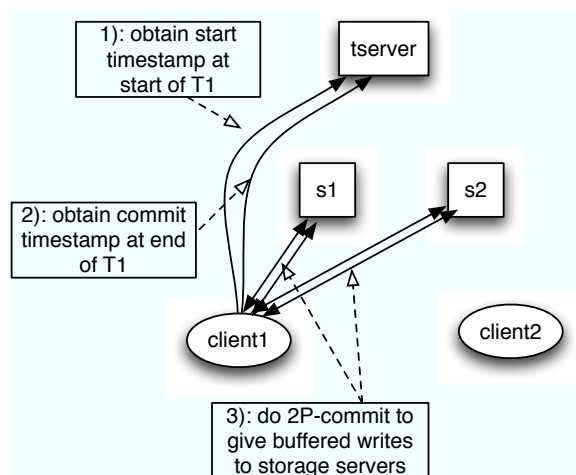 1): obtain start
timestamp at
start of T1
tserver
s1
s2
2): obtain commit
timestamp at end
of T1
client1
client2
3): do 2P-commit to
give buffered writes
to storage servers